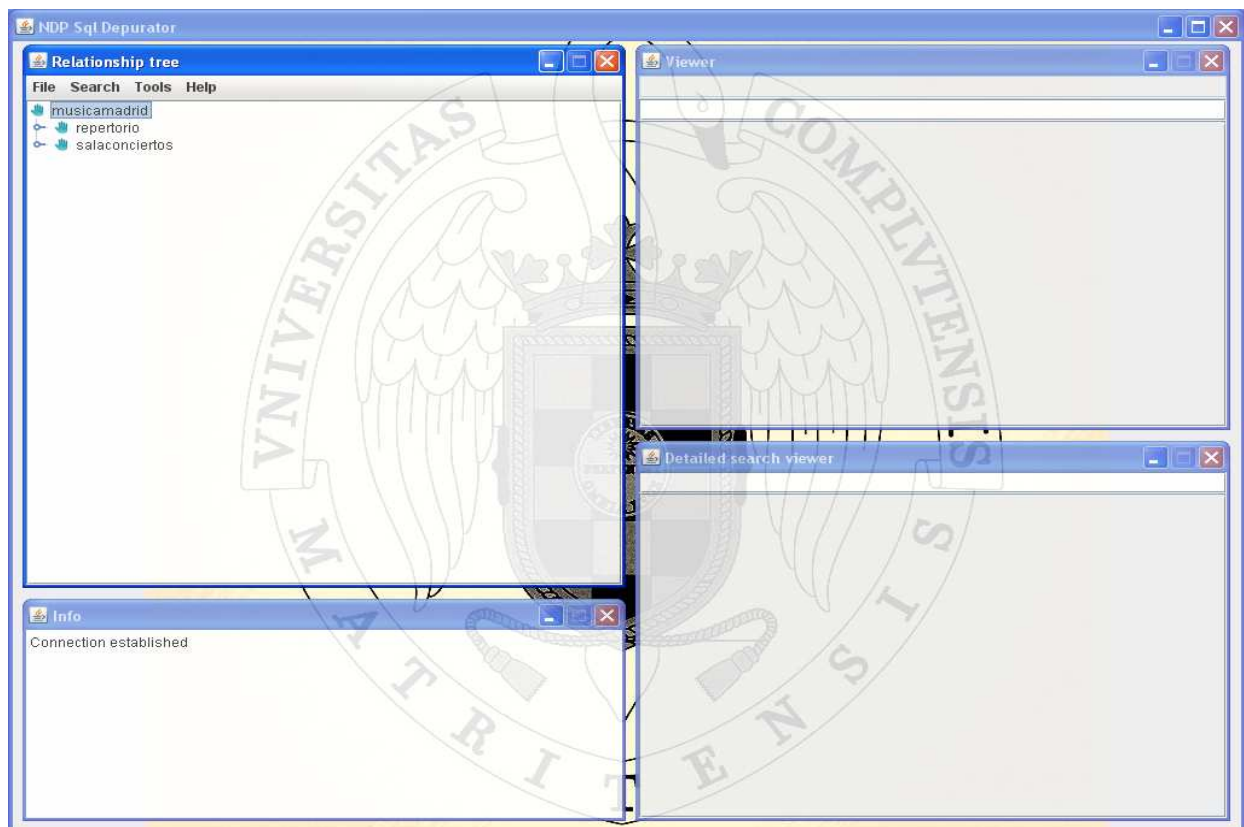 NDP Sql Depurator
Relationship tree
File Search Tools Help
musicamadrid
repertorio
salaconciertos
Info
Connection established
Viewer
Detailed search viewer
VNIVERSITAS COMPLVTENSIS
MATRITENSIS